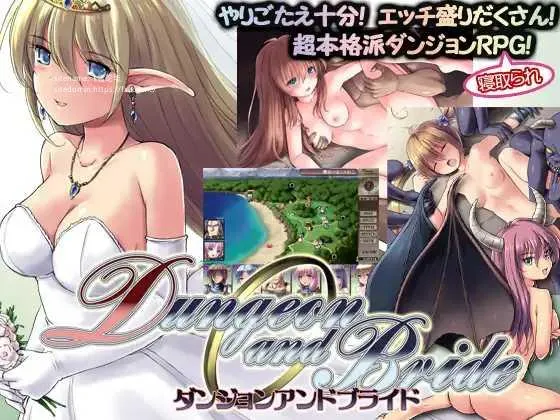 やりごたえ十分! エッチ盛りだくさん!
超本格派ダンジョンRPG!
寝取られ
Dungeon
and
Bride
ダンジョンアンドブライド